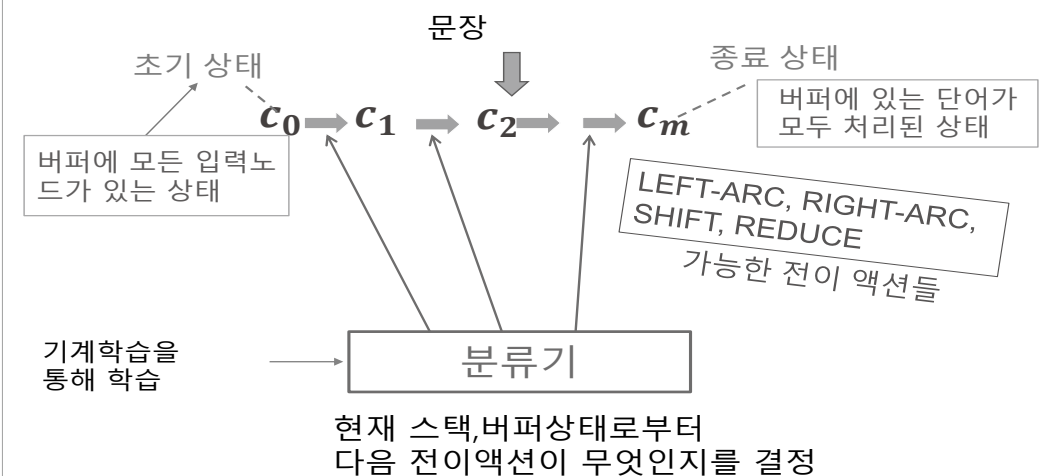 문장
초기 상태
종료 상태
c0 c1 c2 cm
버퍼에 있는 단어가
모두 처리된 상태
버퍼에 모든 입력노
드가 있는 상태
LEFT-ARC, RIGHT-ARC,
SHIFT, REDUCE
가능한 전이 액션들
기계학습을
통해 학습
분류기
현재 스택,버퍼상태로부터
다음 전이액션이 무엇인지를 결정